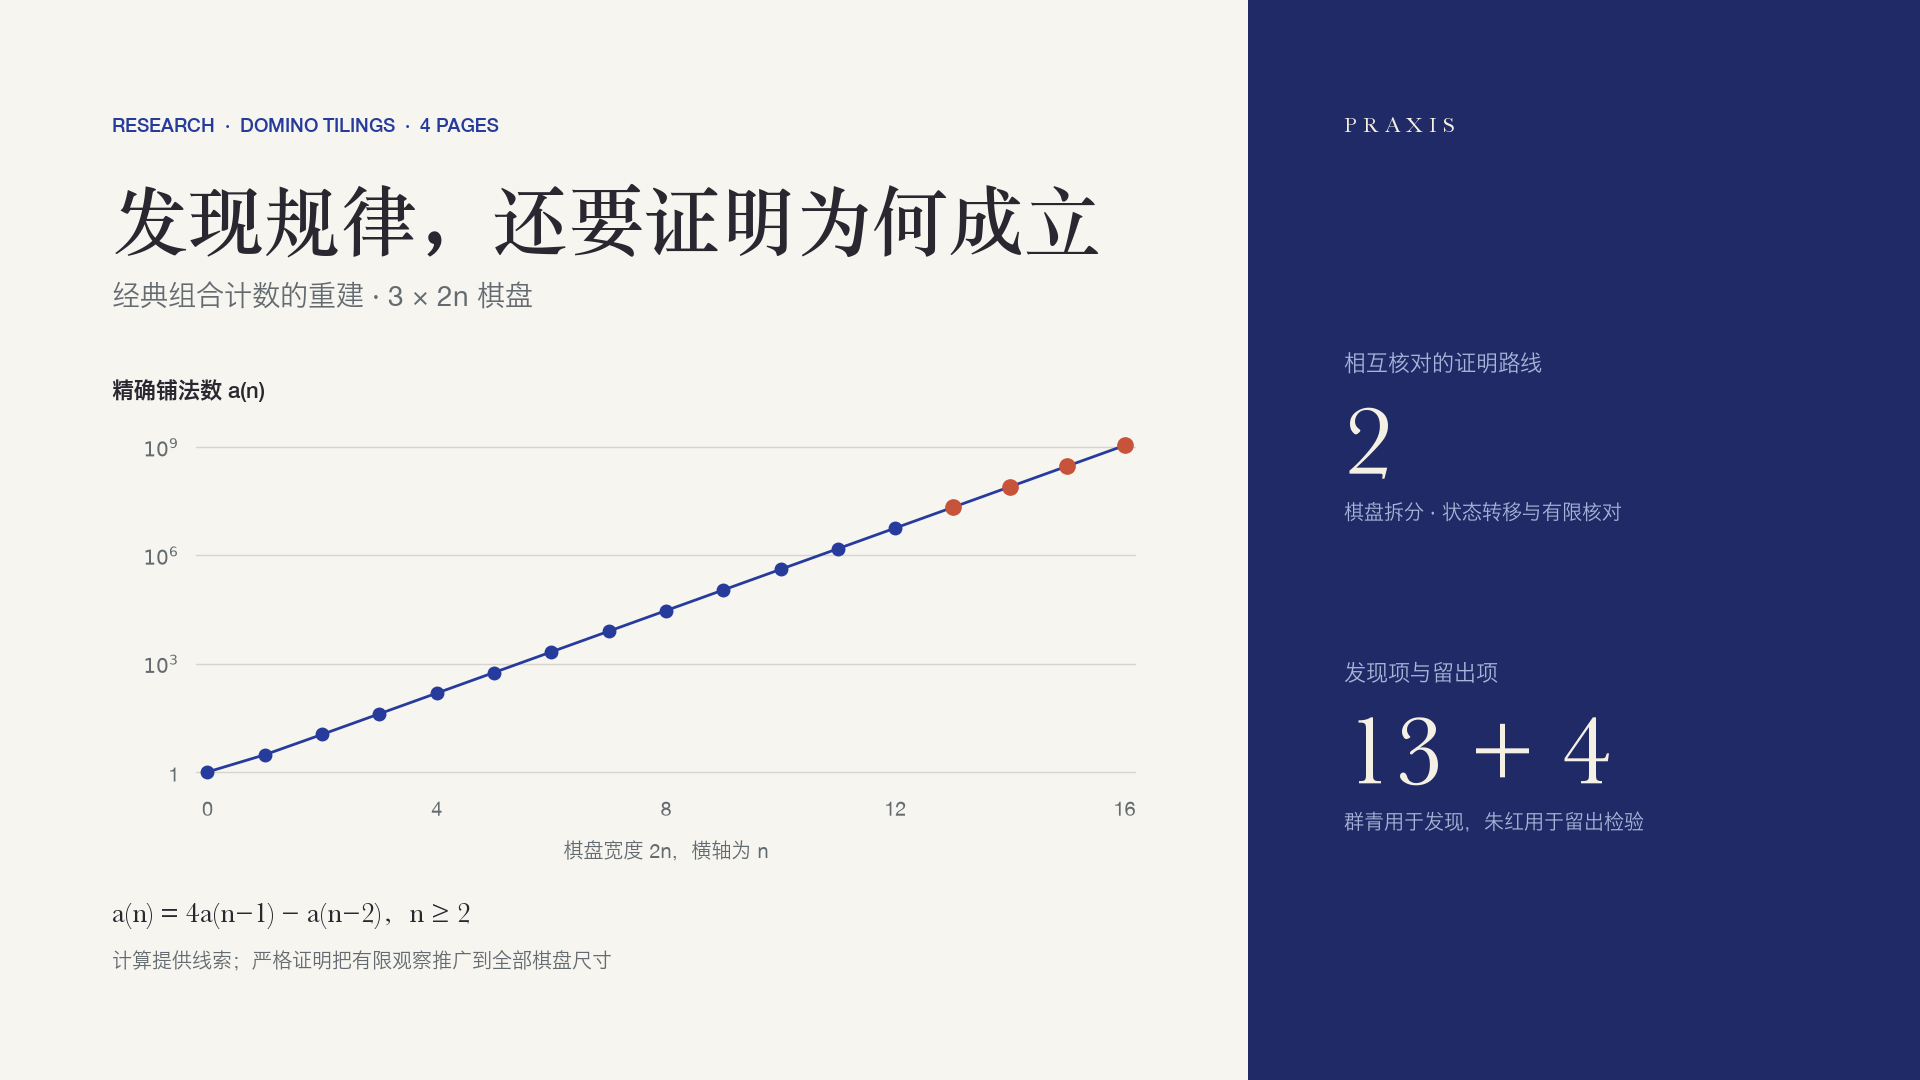 RESEARCH · DOMINO TILINGS · 4 PAGES
发现规律，还要证明为何成立
经典组合计数的重建 · 3 × 2n 棋盘
精确铺法数 a(n)
10⁹
10⁶
10³
1
0 4 8 12 16
棋盘宽度 2n，横轴为 n
a(n) = 4a(n−1) − a(n−2), n ≥ 2
计算提供线索；严格证明把有限观察推广到全部棋盘尺寸
PRAXIS
相互核对的证明路线
2
棋盘拆分 · 状态转移与有限核对
发现项与留出项
13 + 4
群青用于发现，朱红用于留出检验